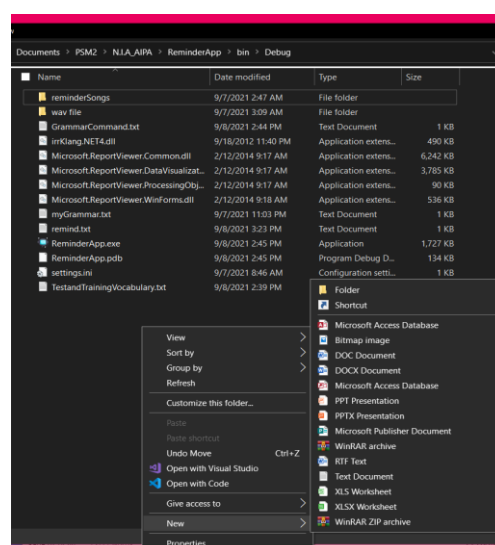 Documents > PSM2 > N.I.A_AIPA > ReminderApp > bin > Debug
Name Date modified Type Size
reminderSongs 9/7/2021 2:47 AM File folder
wav file 9/7/2021 3:09 AM File folder
GrammarCommand.txt 9/8/2021 2:44 PM Text Document 1 KB
irrKlang.NET4.dll 9/18/2012 11:40 PM Application extens... 490 KB
Microsoft.ReportViewer.Common.dll 2/12/2014 9:17 AM Application extens... 6,242 KB
Microsoft.ReportViewer.DataVisualizat... 2/12/2014 9:17 AM Application extens... 3,785 KB
Microsoft.ReportViewer.ProcessingObj... 2/12/2014 9:17 AM Application extens... 90 KB
Microsoft.ReportViewer.WinForms.dll 2/12/2014 9:18 AM Application extens... 536 KB
myGrammar.txt 9/7/2021 11:03 PM Text Document 1 KB
remind.txt 9/8/2021 3:23 PM Text Document 1 KB
ReminderApp.exe 9/8/2021 2:45 PM Application 1,727 KB
ReminderApp.pdb 9/8/2021 2:45 PM Program Debug D... 134 KB
settings.ini 9/7/2021 8:46 AM Configuration setti... 1 KB
TestandTrainingVocabulary.txt 9/8/2021 2:39 PM
View
Sort by
Group by
Refresh
Customize this folder...
Paste
Paste shortcut
Undo Move Ctrl+Z
Open with Visual Studio
Open with Code
Give access to
New
Properties
Folder
Shortcut
Microsoft Access Database
Bitmap image
DOC Document
DOCX Document
Microsoft Access Database
PPT Presentation
PPTX Presentation
Microsoft Publisher Document
WinRAR archive
RTF Text
Text Document
XLS Worksheet
XLSX Worksheet
WinRAR ZIP archive